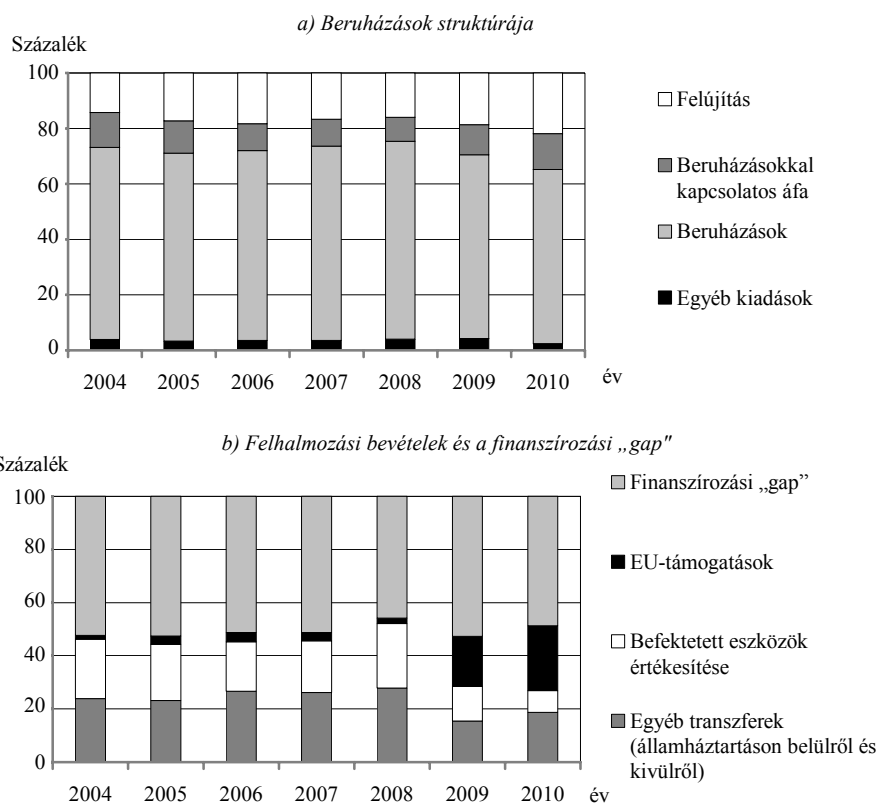 a) Beruházások struktúrája
Százalék
100
80
60
40
20
0
2004 2005 2006 2007 2008 2009 2010 év
Felújítás
Beruházásokkal
kapcsolatos áfa
Beruházások
Egyéb kiadások
b) Felhalmozási bevételek és a finanszírozási „gap"
Százalék
100
80
60
40
20
0
2004 2005 2006 2007 2008 2009 2010 év
Finanszírozási „gap”
EU-támogatások
Befektetett eszközök
értékesítése
Egyéb transzferek
(államháztartáson belülről és
kivülről)